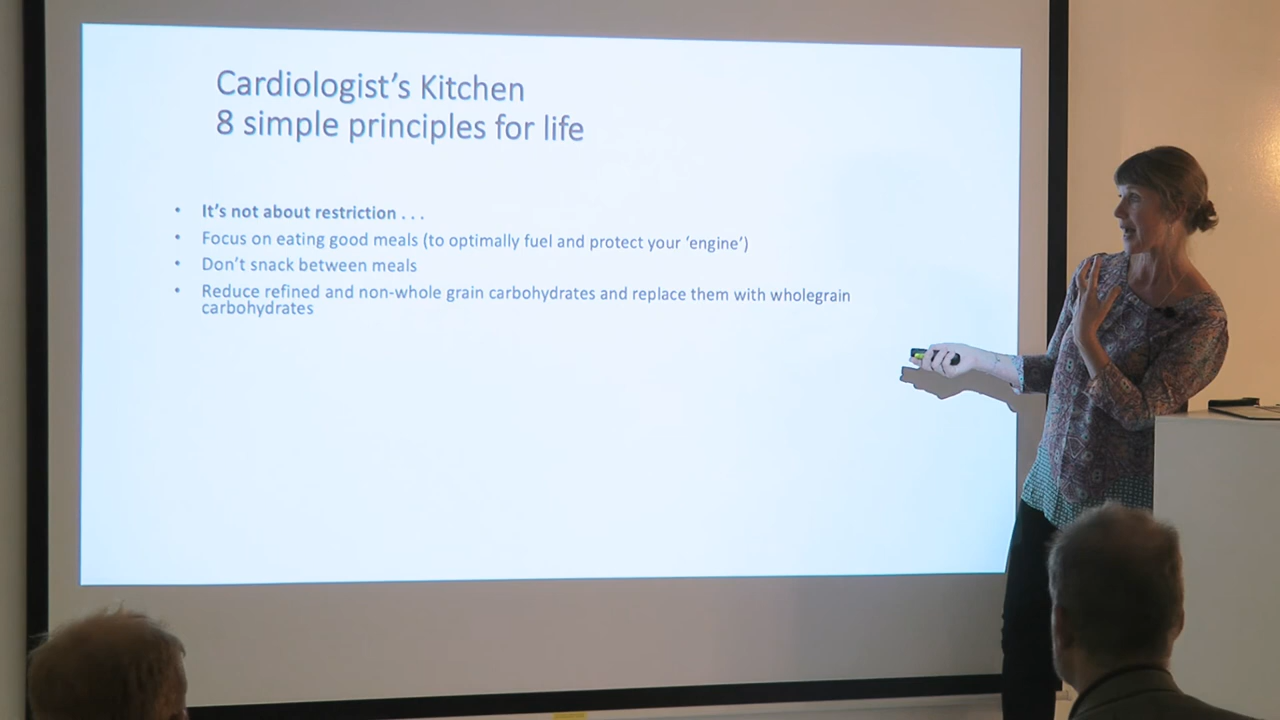 Cardiologist's Kitchen
8 simple principles for life
• It's not about restriction . . .
• Focus on eating good meals (to optimally fuel and protect your 'engine')
• Don't snack between meals
• Reduce refined and non-whole grain carbohydrates and replace them with wholegrain
carbohydrates